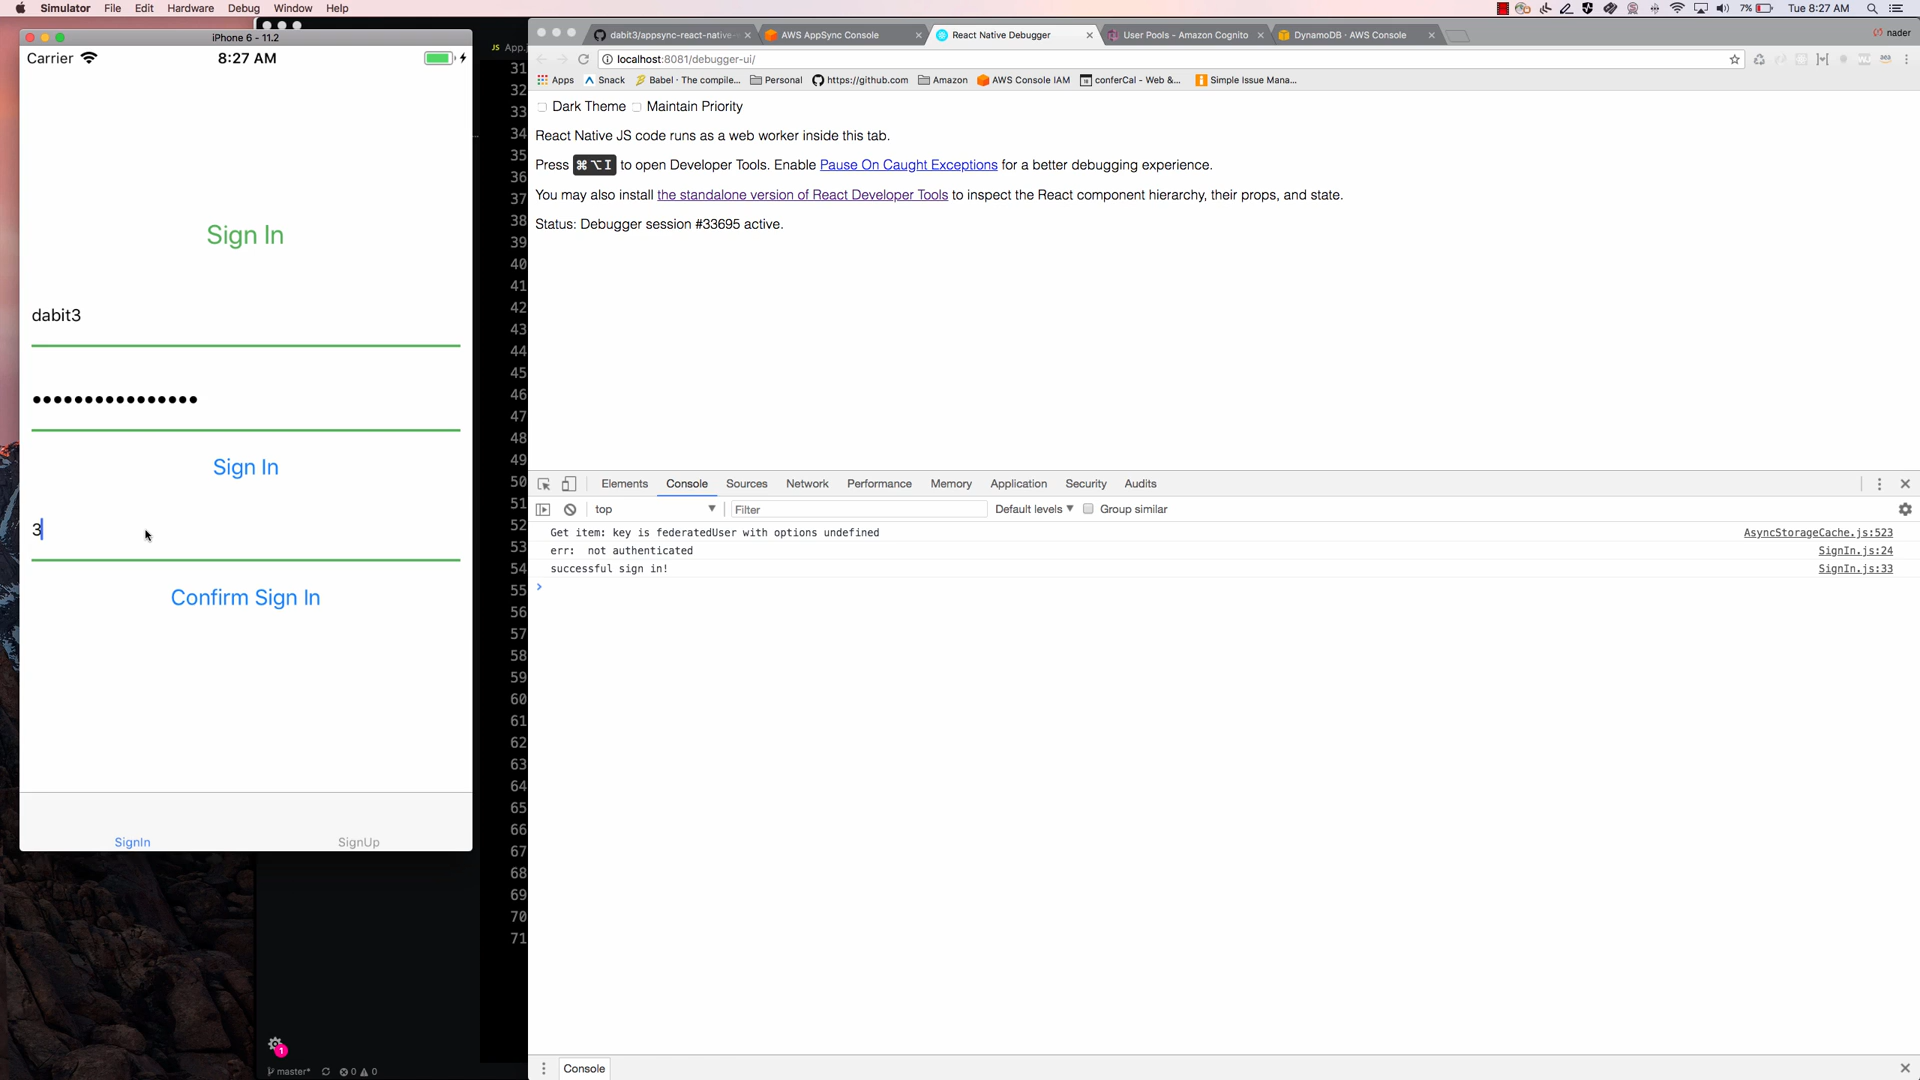 Simulator File Edit Debug Hardware Window Help
7% Tue 8:27 AM
iPhone 6 - 11.2
Carrier 8:27 AM
Sign In
dabit3
••••••••••••••••
Sign In
3
Confirm Sign In
SignIn SignUp
JS App.j
31
32
33
34
35
36
37
38
39
40
41
42
43
44
45
46
47
48
49
50
51
52
53
54
55
56
57
58
59
60
61
62
63
64
65
66
67
68
69
70
71
1
master* 0 0
dabit3/appsync-react-native- AWS AppSync Console React Native Debugger User Pools - Amazon Cognito DynamoDB · AWS Console nader
localhost:8081/debugger-ui/
Apps Snack Babel · The compile... Personal https://github.com Amazon AWS Console IAM conferCal - Web &... Simple Issue Mana...
Dark Theme Maintain Priority
React Native JS code runs as a web worker inside this tab.
Press ⌘⌥I to open Developer Tools. Enable Pause On Caught Exceptions for a better debugging experience.
You may also install the standalone version of React Developer Tools to inspect the React component hierarchy, their props, and state.
Status: Debugger session #33695 active.
Elements Console Sources Network Performance Memory Application Security Audits
top Filter Default levels Group similar
Get item: key is federatedUser with options undefined AsyncStorageCache.js:523
err: not authenticated SignIn.js:24
successful sign in! SignIn.js:33
Console